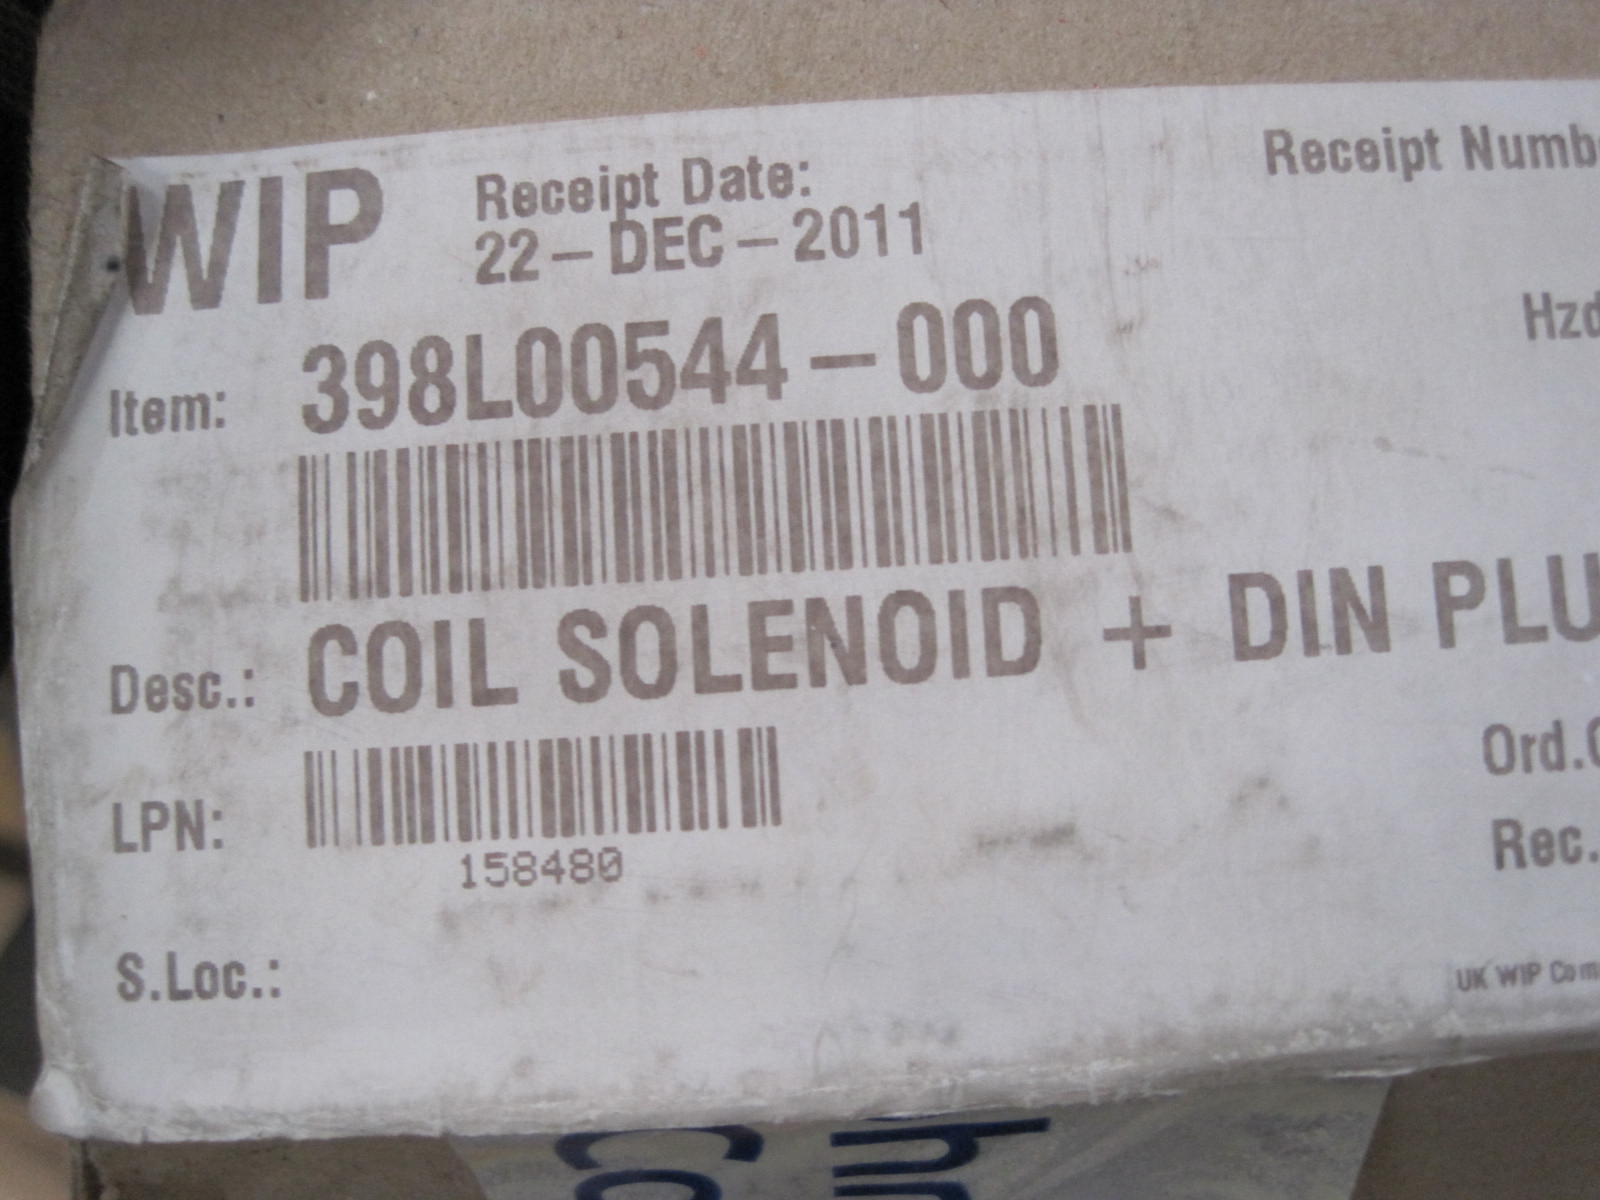 WIP
Receipt Date:
22-DEC-2011
Receipt Numb
Hzd
Item: 398L00544-000
Desc.: COIL SOLENOID + DIN PLU
LPN:
158480
Ord.
Rec.
S.Loc.:
UK WIP Com